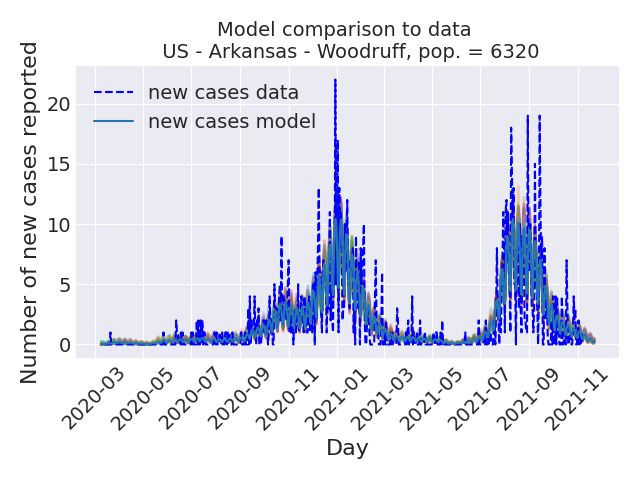 Model comparison to data
US - Arkansas - Woodruff, pop. = 6320
Number of new cases reported
new cases data
new cases model
20
15
10
5
0
2020-03
2020-05
2020-07
2020-09
2020-11
2021-01
2021-03
2021-05
2021-07
2021-09
2021-11
Day